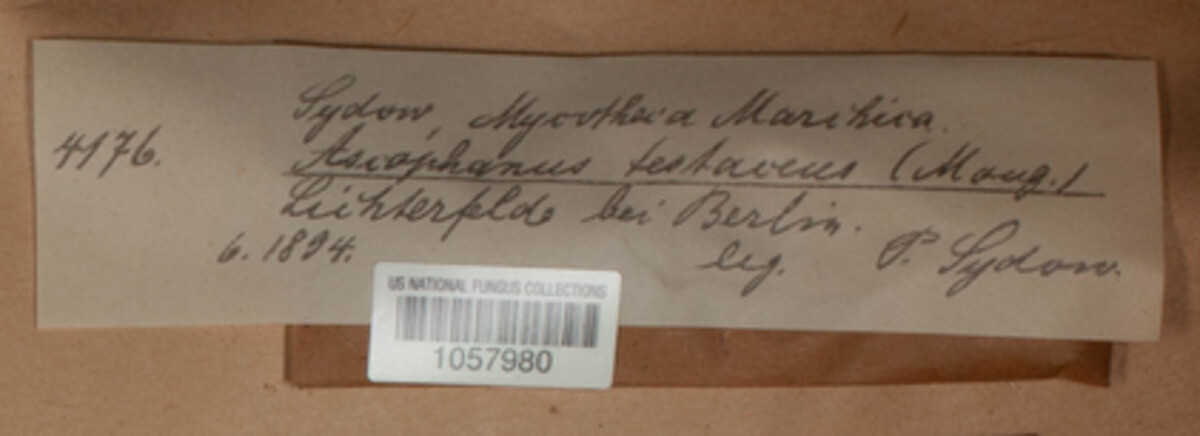 Sydow, Mycotheca Marchica.
4176. Ascophanus testaceus (Moug.)
Lichterfelde bei Berlin.
6. 1894. leg. P. Sydow.
US NATIONAL FUNGUS COLLECTIONS
1057980